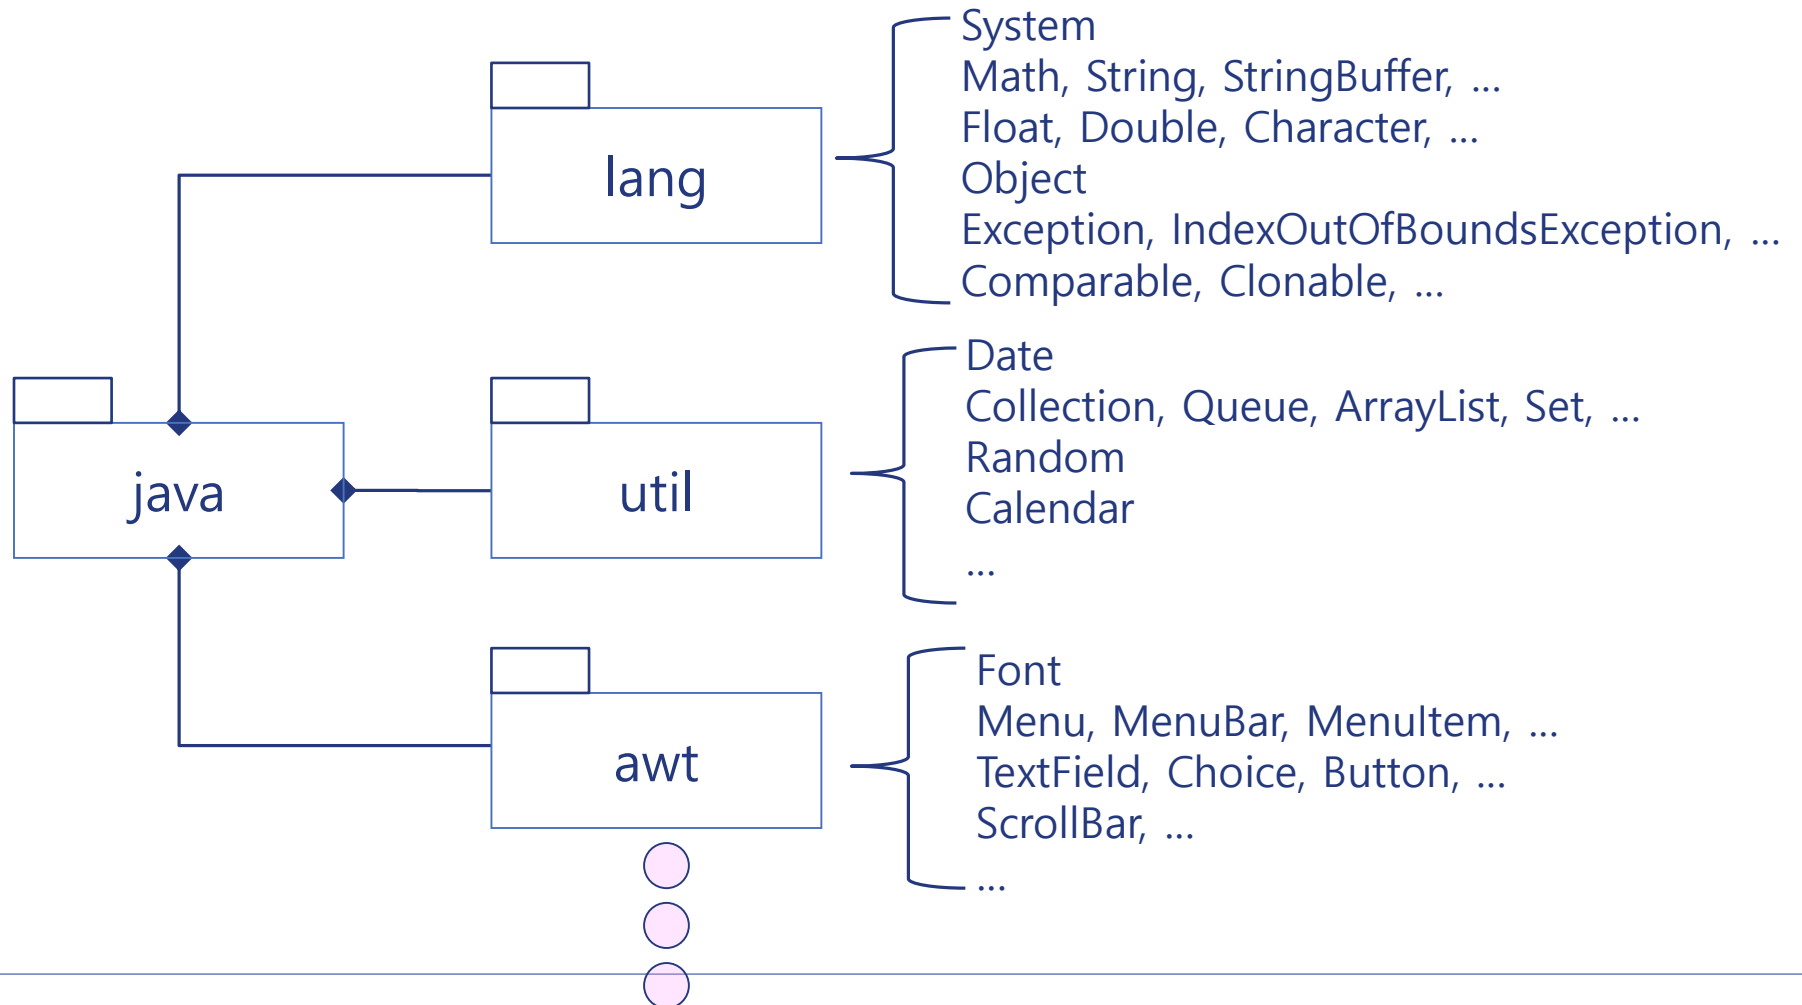 System
Math, String, StringBuffer, ...
Float, Double, Character, ...
Object
Exception, IndexOutOfBoundsException, ...
Comparable, Clonable, ...
lang
Date
Collection, Queue, ArrayList, Set, ...
Random
Calendar
...
java
util
Font
Menu, MenuBar, MenuItem, ...
TextField, Choice, Button, ...
ScrollBar, ...
...
awt